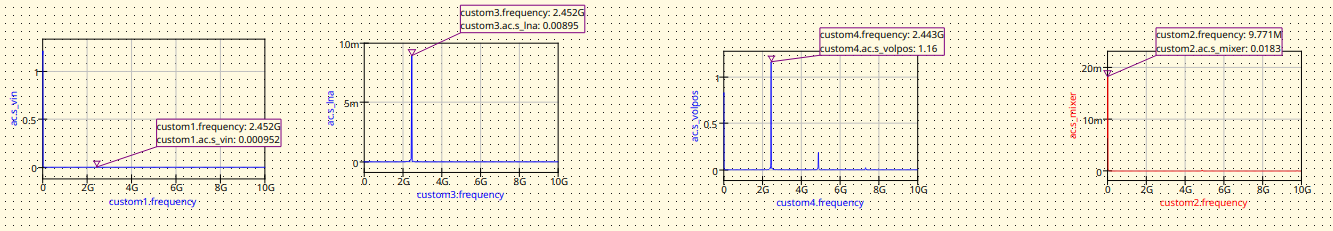 custom1.frequency: 2.452G
custom1.ac.s_vin: 0.000952
ac.s_vin
1
0.5
0
0 2G 4G 6G 8G 10G
custom1.frequency
custom3.frequency: 2.452G
custom3.ac.s_lna: 0.00895
ac.s_lna
10m
5m
0
0 2G 4G 6G 8G 10G
custom3.frequency
custom4.frequency: 2.443G
custom4.ac.s_volpos: 1.16
ac.s_volpos
1
0.5
0
0 2G 4G 6G 8G 10G
custom4.frequency
custom2.frequency: 9.771M
custom2.ac.s_mixer: 0.0183
ac.s_mixer
20m
10m
0
0 2G 4G 6G 8G 10G
custom2.frequency